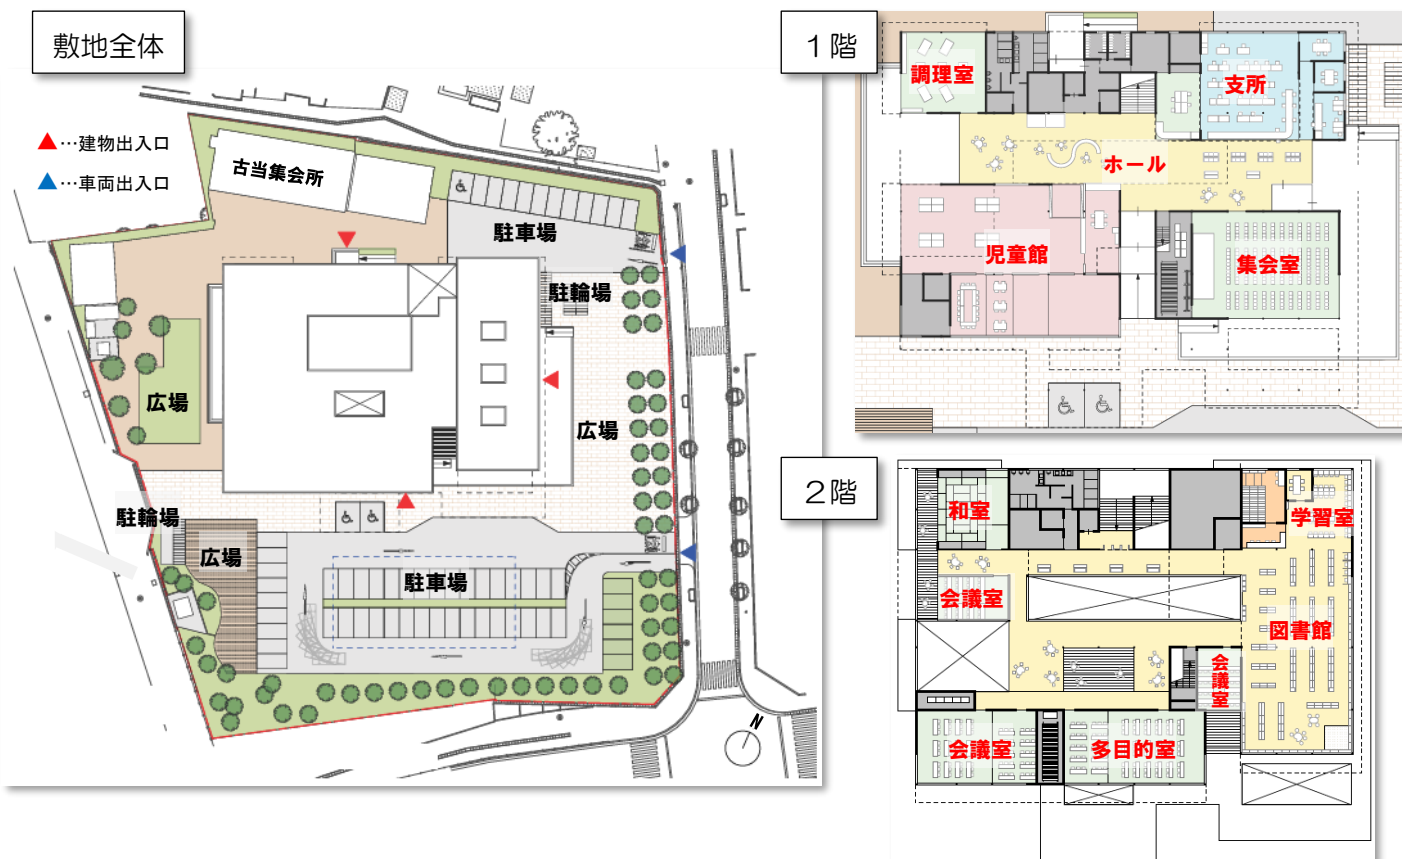 敷地全体
▲…建物出入口
▲…車両出入口
古当集会所
駐車場
駐輪場
広場
広場
駐輪場
広場
駐車場
N
1階
調理室
支所
ホール
児童館
集会室
2階
和室
学習室
会議室
図書館
会議室
会議室
多目的室